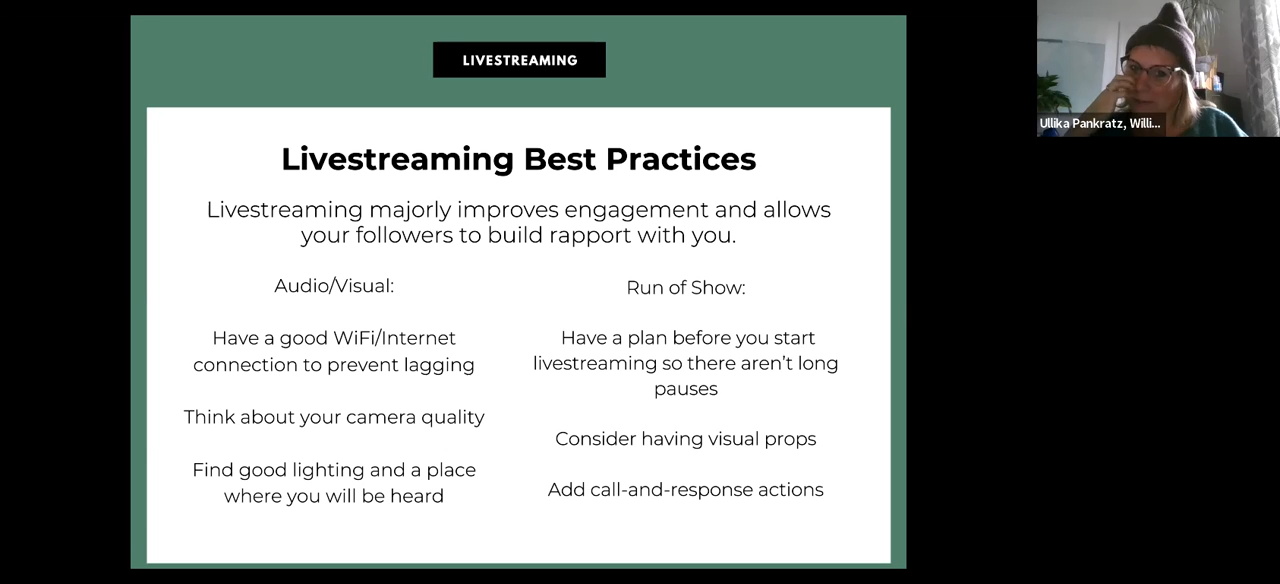 LIVESTREAMING
Livestreaming Best Practices
Livestreaming majorly improves engagement and allows
your followers to build rapport with you.
Audio/Visual:
Have a good WiFi/Internet
connection to prevent lagging
Think about your camera quality
Find good lighting and a place
where you will be heard
Run of Show:
Have a plan before you start
livestreaming so there aren't long
pauses
Consider having visual props
Add call-and-response actions
Ullika Pankratz, Willi...